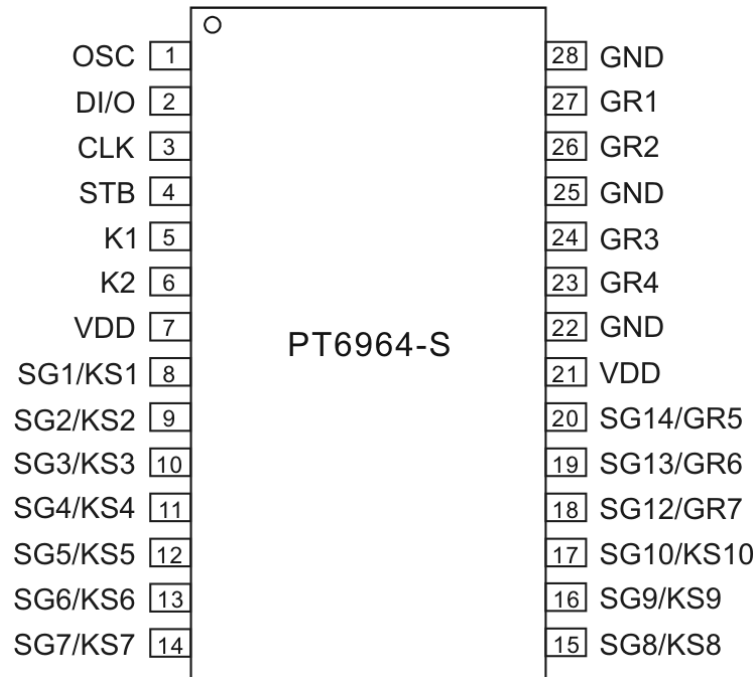 OSC 1 28 GND
DI/O 2 27 GR1
CLK 3 26 GR2
STB 4 25 GND
K1 5 24 GR3
K2 6 23 GR4
PT6964-S
VDD 7 22 GND
SG1/KS1 8 21 VDD
SG2/KS2 9 20 SG14/GR5
SG3/KS3 10 19 SG13/GR6
SG4/KS4 11 18 SG12/GR7
SG5/KS5 12 17 SG10/KS10
SG6/KS6 13 16 SG9/KS9
SG7/KS7 14 15 SG8/KS8